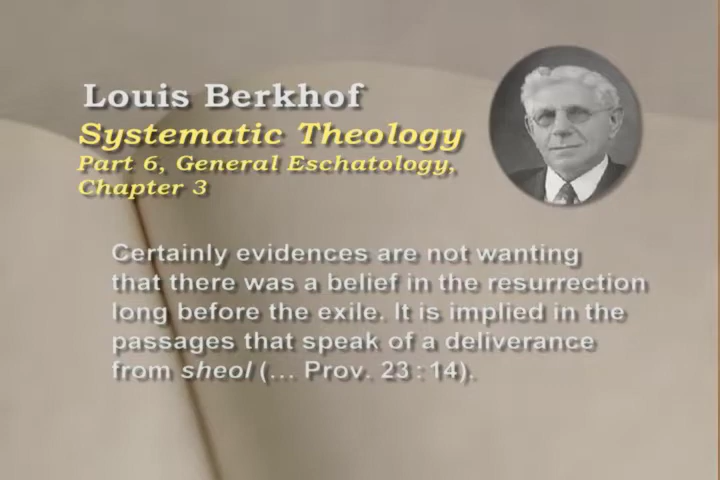 Louis Berkhof
Systematic Theology
Part 6, General Eschatology,
Chapter 3
Certainly evidences are not wanting
that there was a belief in the resurrection
long before the exile. It is implied in the
passages that speak of a deliverance
from sheol (... Prov. 23:14).